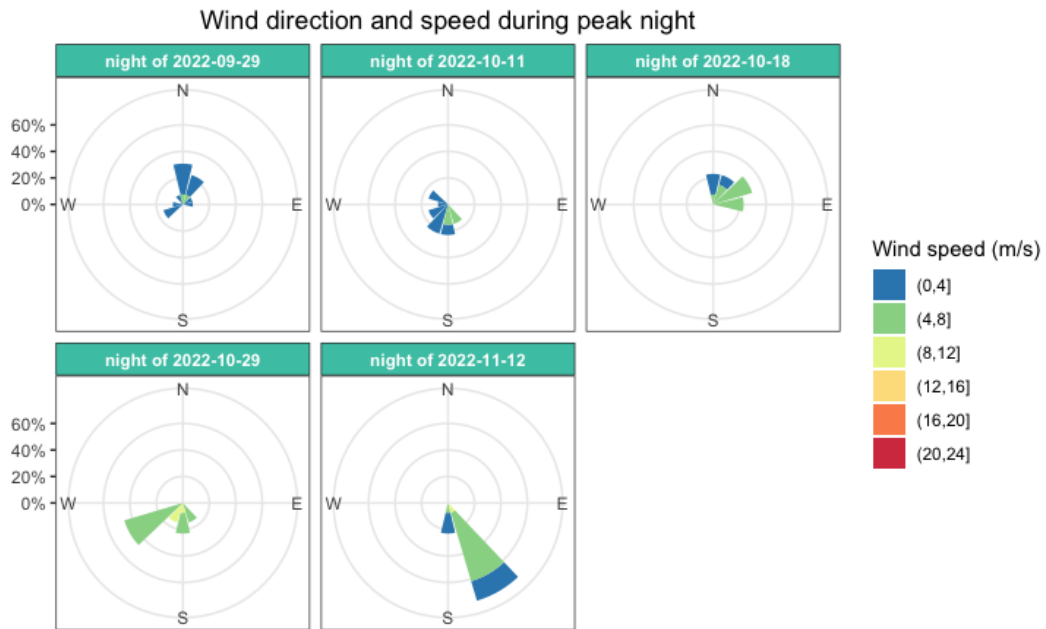 Wind direction and speed during peak night
night of 2022-09-29
night of 2022-10-11
night of 2022-10-18
N
N
N
60%
40%
20%
0%
W
E
W
E
W
E
S
S
S
night of 2022-10-29
night of 2022-11-12
N
N
60%
40%
20%
0%
W
E
W
E
S
S
Wind speed (m/s)
(0,4]
(4,8]
(8,12]
(12,16]
(16,20]
(20,24]